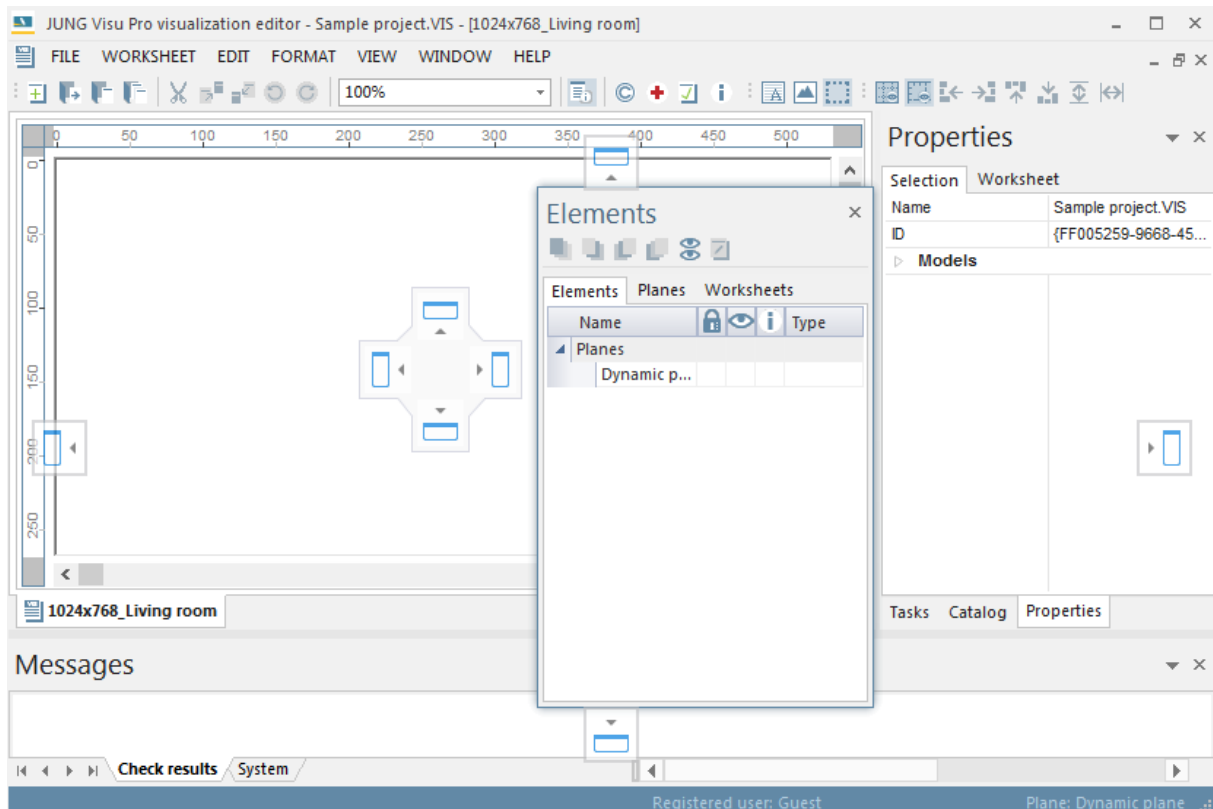 JUNG Visu Pro visualization editor - Sample project.VIS - [1024x768_Living room]
FILE WORKSHEET EDIT FORMAT VIEW WINDOW HELP
100%
0 50 100 150 200 250 300 350 400 450 500
0
50
100
150
200
250
Elements
Elements Planes Worksheets
Name Type
Planes
Dynamic p...
Properties
Selection Worksheet
Name Sample project.VIS
ID {FF005259-9668-45...
Models
1024x768_Living room
Tasks Catalog Properties
Messages
Check results System
Registered user: Guest Plane: Dynamic plane